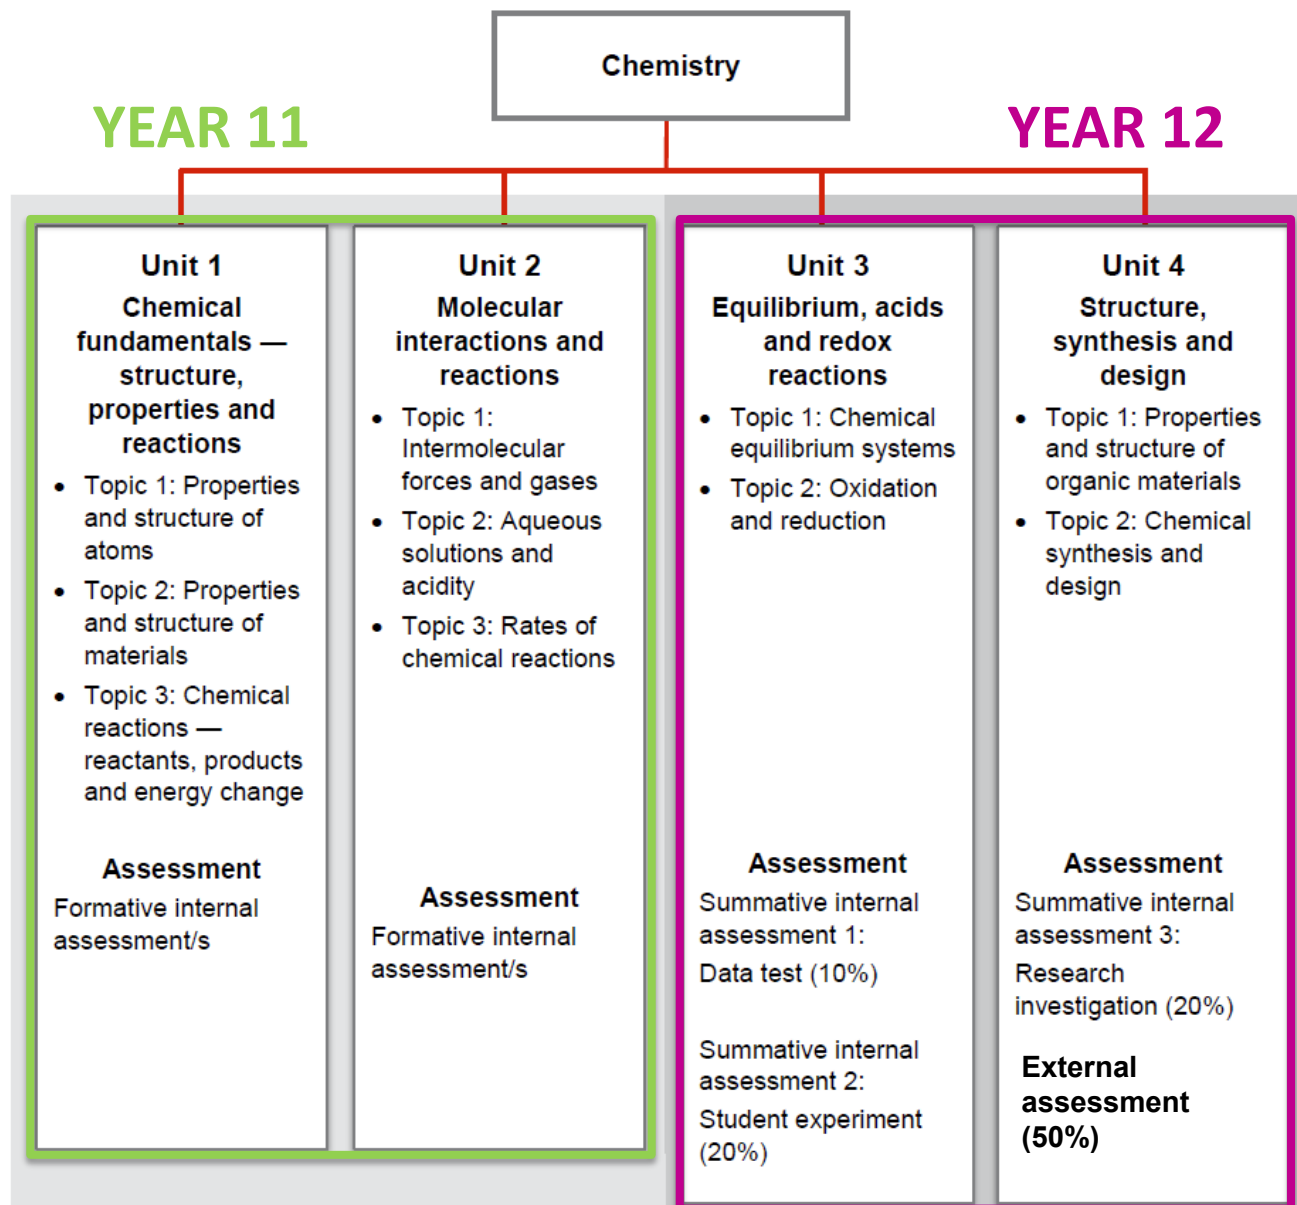 Chemistry
YEAR 11
YEAR 12
Unit 1
Chemical
fundamentals —
structure,
properties and
reactions
• Topic 1: Properties
and structure of
atoms
• Topic 2: Properties
and structure of
materials
• Topic 3: Chemical
reactions —
reactants, products
and energy change
Assessment
Formative internal
assessment/s
Unit 2
Molecular
interactions and
reactions
• Topic 1:
Intermolecular
forces and gases
• Topic 2: Aqueous
solutions and
acidity
• Topic 3: Rates of
chemical reactions
Assessment
Formative internal
assessment/s
Unit 3
Equilibrium, acids
and redox
reactions
• Topic 1: Chemical
equilibrium systems
• Topic 2: Oxidation
and reduction
Assessment
Summative internal
assessment 1:
Data test (10%)
Summative internal
assessment 2:
Student experiment
(20%)
Unit 4
Structure,
synthesis and
design
• Topic 1: Properties
and structure of
organic materials
• Topic 2: Chemical
synthesis and
design
Assessment
Summative internal
assessment 3:
Research
investigation (20%)
External
assessment
(50%)